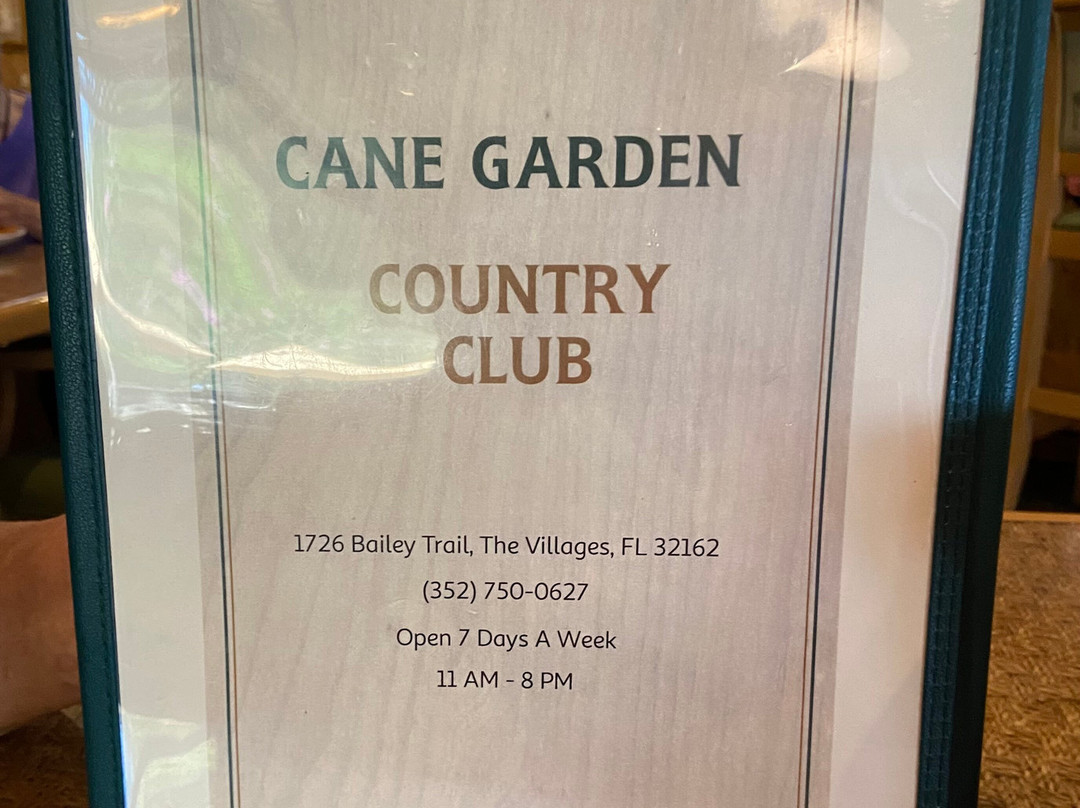 CANE GARDEN
COUNTRY
CLUB
1726 Bailey Trail, The Villages, FL 32162
(352) 750-0627
Open 7 Days A Week
11 AM - 8 PM